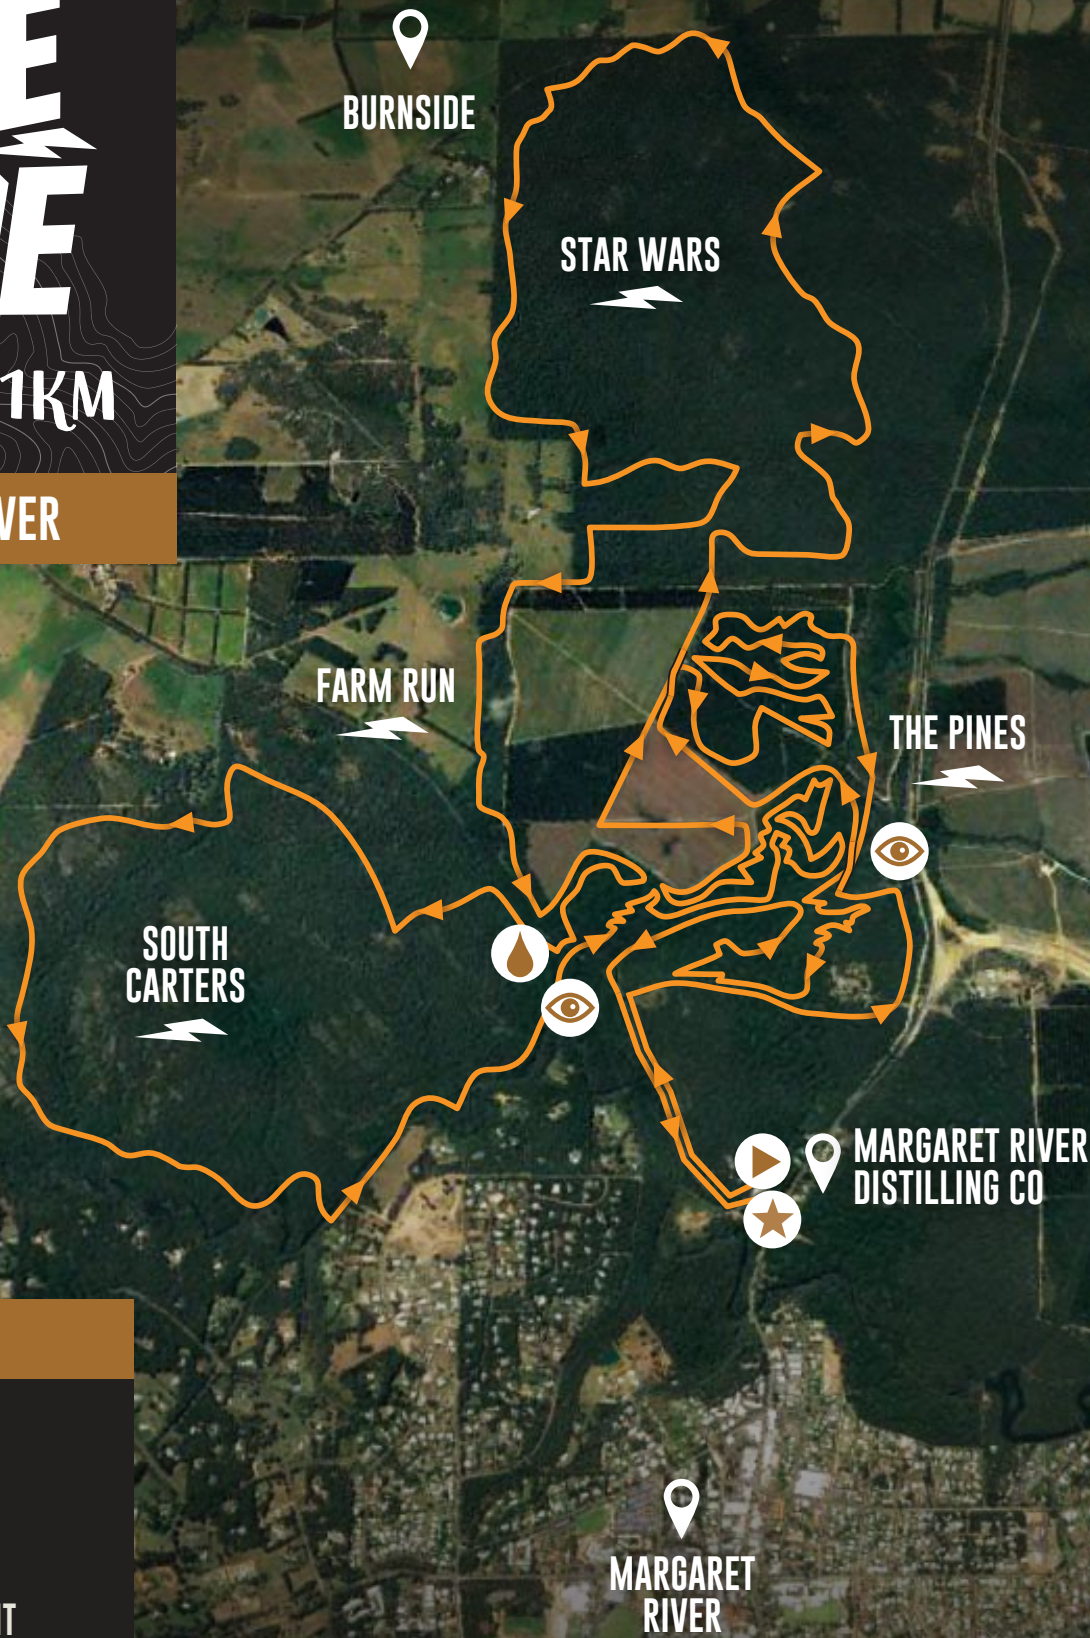 BURNSIDE
STAR WARS
1KM
FARM RUN
THE PINES
SOUTH
CARTERS
MARGARET RIVER
DISTILLING CO
MARGARET
RIVER